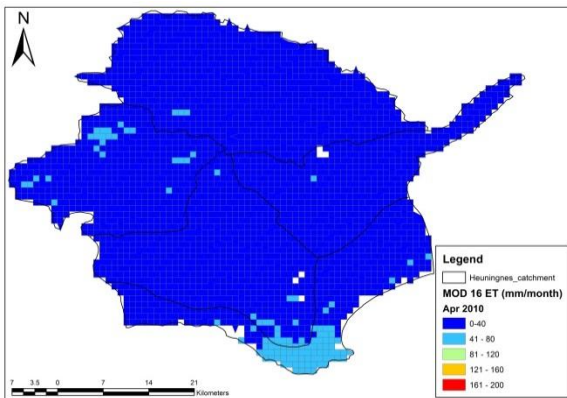 N
Legend
Heuningnes_catchment
MOD 16 ET (mm/month)
Apr 2010
0-40
41 - 80
81 - 120
121 - 160
161 - 200
7 3.5 0 7 14 21
Kilometers